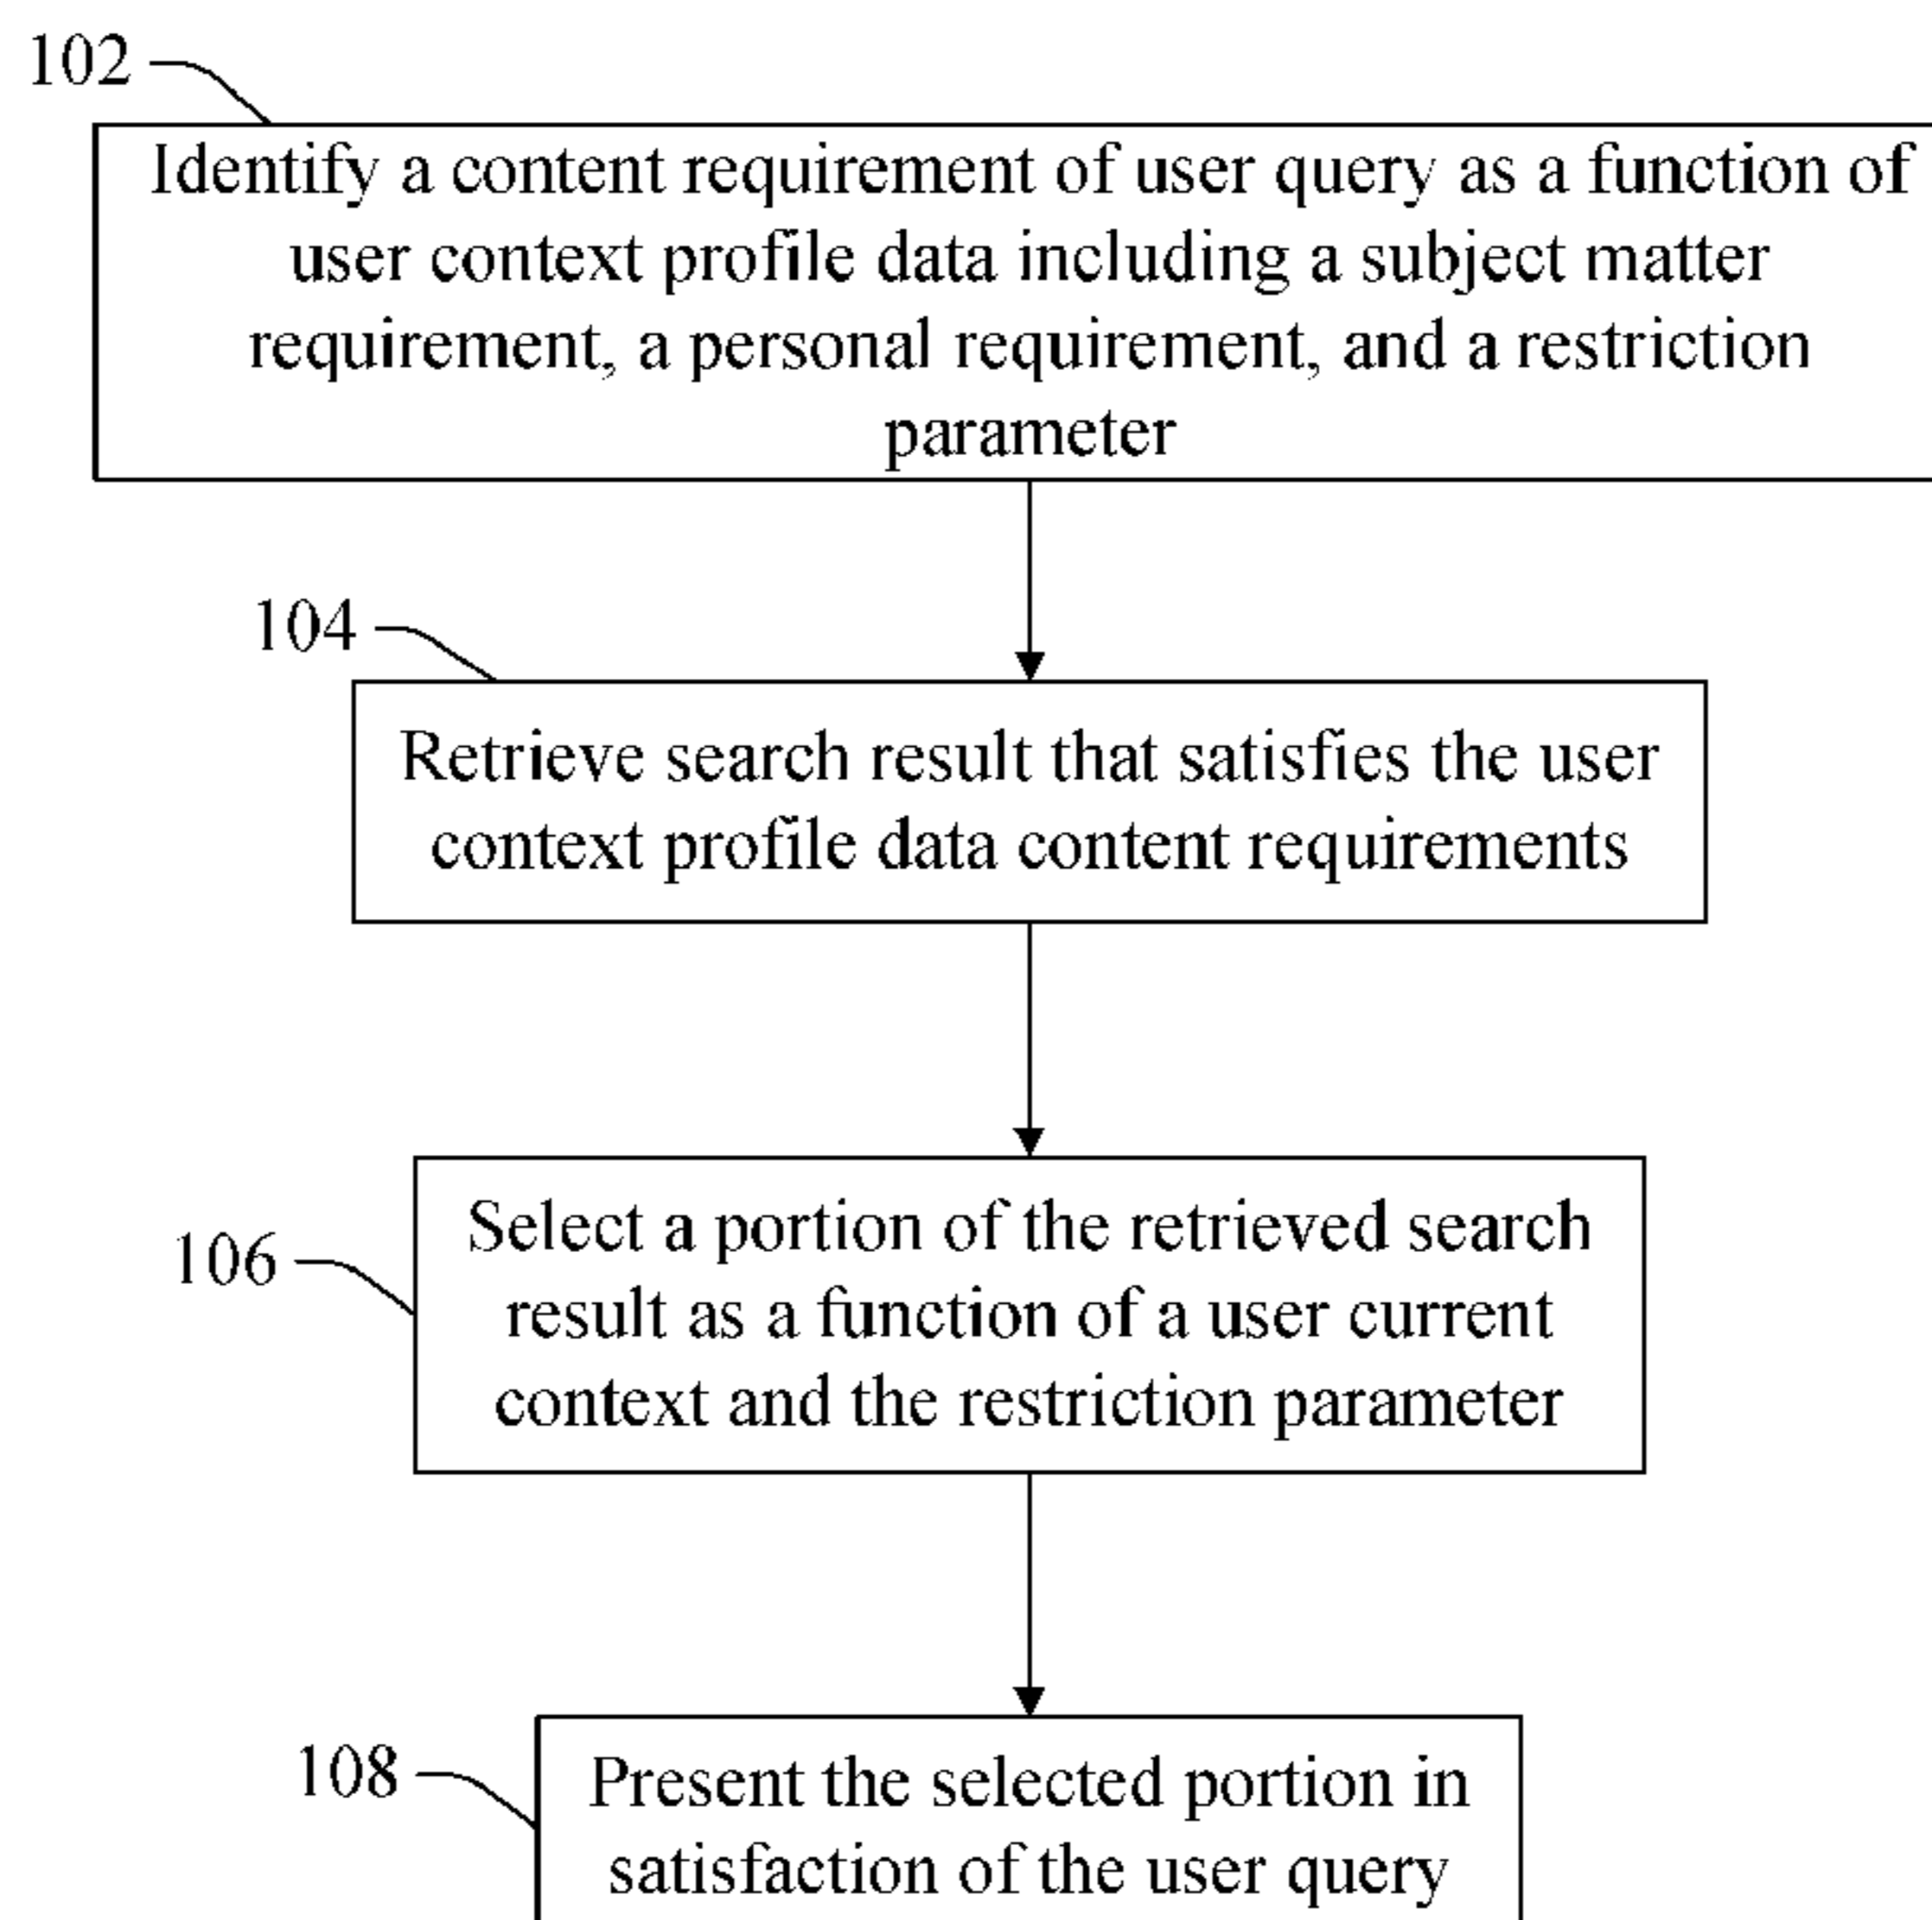 102
Identify a content requirement of user query as a function of
user context profile data including a subject matter
requirement, a personal requirement, and a restriction
parameter
104
Retrieve search result that satisfies the user
context profile data content requirements
106
Select a portion of the retrieved search
result as a function of a user current
context and the restriction parameter
108
Present the selected portion in
satisfaction of the user query